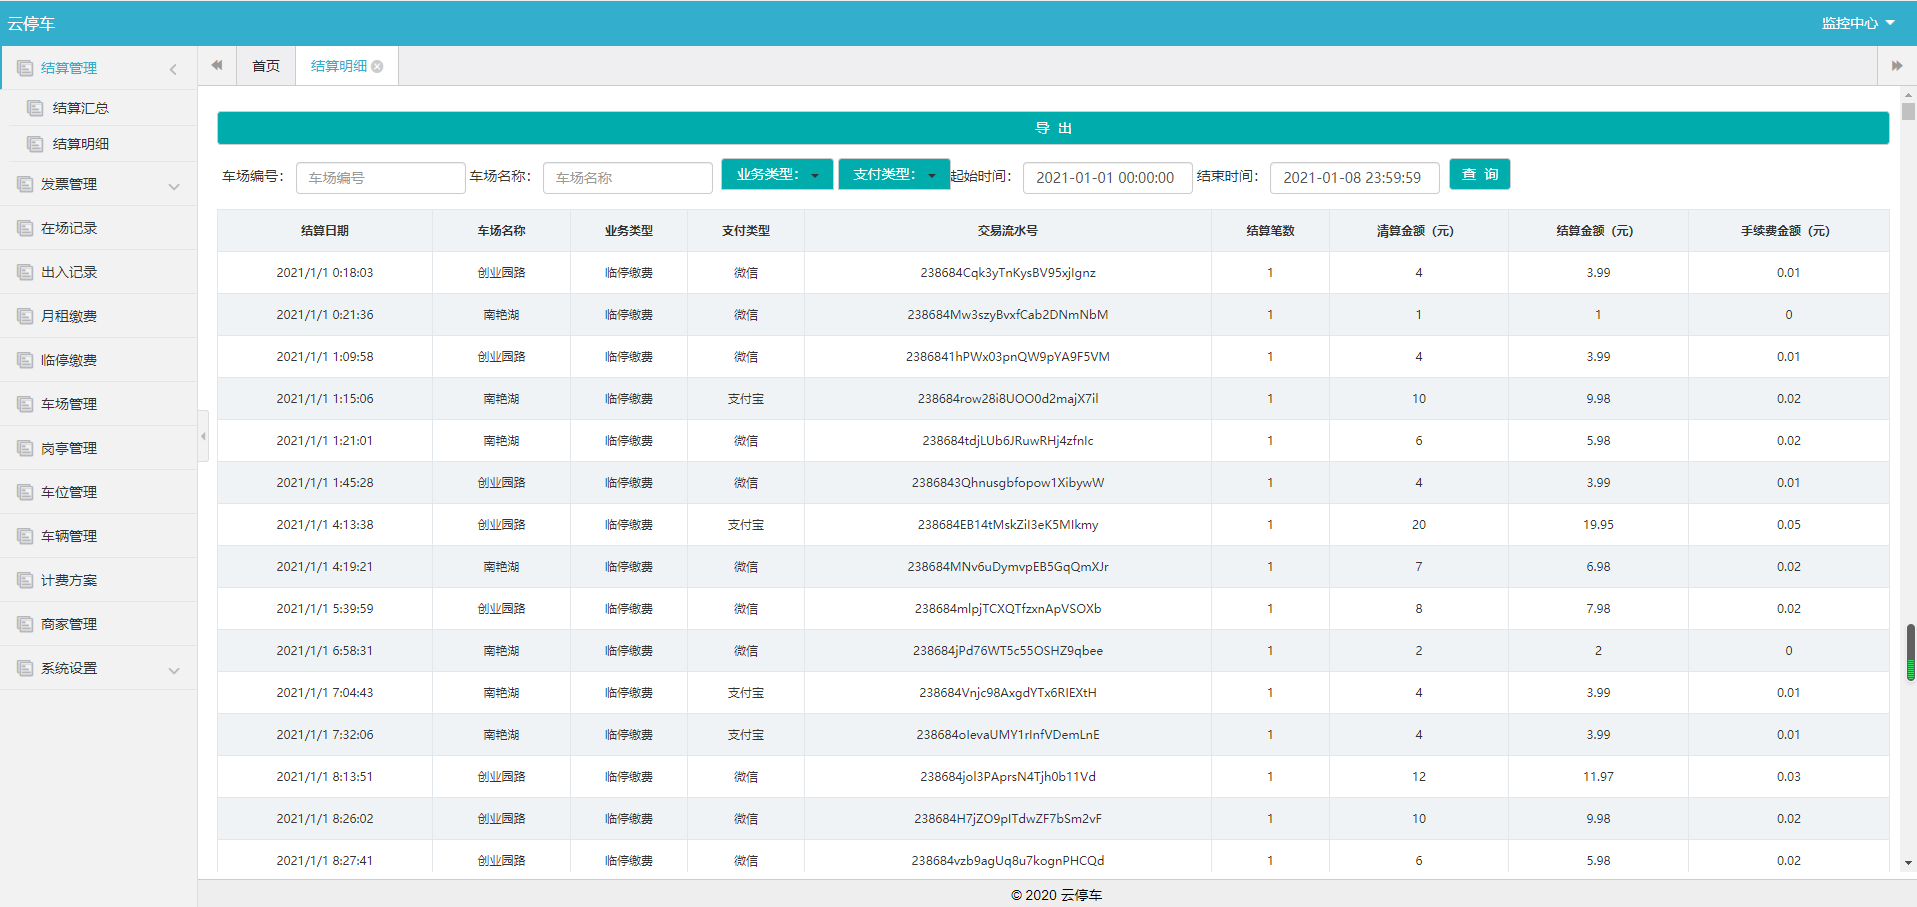 云停车
监控中心
结算管理
结算汇总
结算明细
发票管理
在场记录
出入记录
月租缴费
临停缴费
车场管理
岗亭管理
车位管理
车辆管理
计费方案
商家管理
系统设置
首页 结算明细
导 出
车场编号： 车场编号 车场名称： 车场名称 业务类型： 支付类型： 起始时间： 2021-01-01 00:00:00 结束时间： 2021-01-08 23:59:59 查 询
结算日期 车场名称 业务类型 支付类型 交易流水号 结算笔数 清算金额（元） 结算金额（元） 手续费金额（元）
2021/1/1 0:18:03 创业园路 临停缴费 微信 238684Cqk3yTnKysBV95xjIgnz 1 4 3.99 0.01
2021/1/1 0:21:36 南艳湖 临停缴费 微信 238684Mw3szyBvxfCab2DNmNbM 1 1 1 0
2021/1/1 1:09:58 创业园路 临停缴费 微信 2386841hPWx03pnQW9pYA9F5VM 1 4 3.99 0.01
2021/1/1 1:15:06 南艳湖 临停缴费 支付宝 238684row28i8UOO0d2majX7il 1 10 9.98 0.02
2021/1/1 1:21:01 南艳湖 临停缴费 微信 238684tdjLUb6JRuwRHj4zfnIc 1 6 5.98 0.02
2021/1/1 1:45:28 创业园路 临停缴费 微信 2386843Qhnusgbfopow1XibywW 1 4 3.99 0.01
2021/1/1 4:13:38 创业园路 临停缴费 支付宝 238684EB14tMskZiI3eK5MIkmy 1 20 19.95 0.05
2021/1/1 4:19:21 南艳湖 临停缴费 微信 238684MNv6uDymvpEB5GqQmXJr 1 7 6.98 0.02
2021/1/1 5:39:59 创业园路 临停缴费 微信 238684mlpjTCXQTfzxnApVSOXb 1 8 7.98 0.02
2021/1/1 6:58:31 南艳湖 临停缴费 微信 238684jPd76WT5c55OSHZ9qbee 1 2 2 0
2021/1/1 7:04:43 南艳湖 临停缴费 支付宝 238684Vnjc98AxgdYTx6RIEXtH 1 4 3.99 0.01
2021/1/1 7:32:06 南艳湖 临停缴费 支付宝 238684oIevaUMY1rInfVDemLnE 1 4 3.99 0.01
2021/1/1 8:13:51 创业园路 临停缴费 微信 238684jol3PAprsN4Tjh0b11Vd 1 12 11.97 0.03
2021/1/1 8:26:02 创业园路 临停缴费 微信 238684H7jZO9pITdwZF7bSm2vF 1 10 9.98 0.02
2021/1/1 8:27:41 创业园路 临停缴费 微信 238684vzb9agUq8u7kognPHCQd 1 6 5.98 0.02
© 2020 云停车